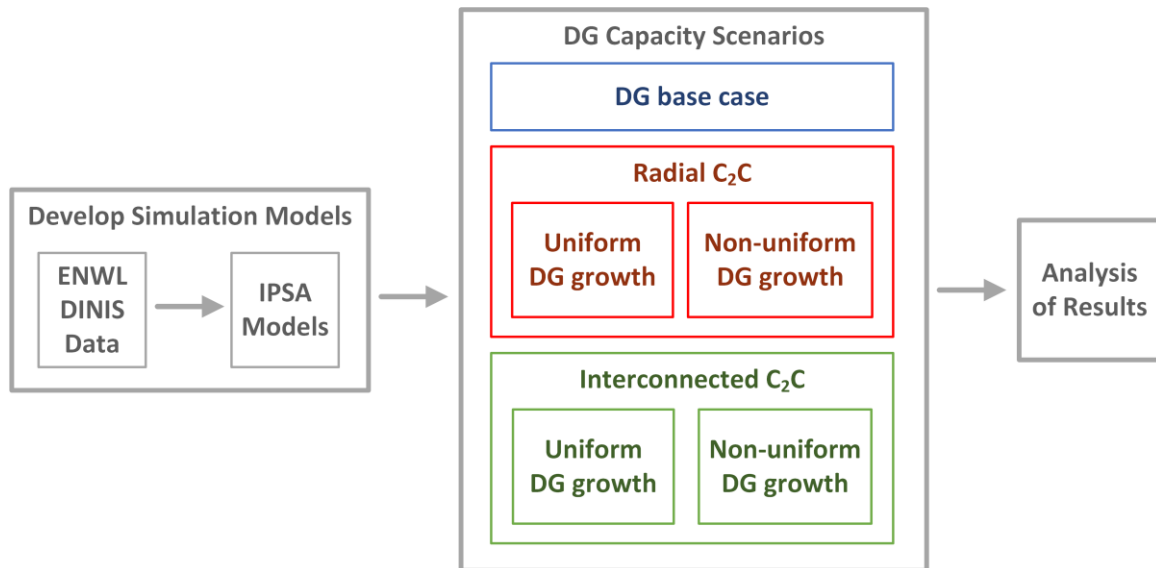 Develop Simulation Models
ENWL
DINIS
Data
IPSA
Models
DG Capacity Scenarios
DG base case
Radial C₂C
Uniform
DG growth
Non-uniform
DG growth
Interconnected C₂C
Uniform
DG growth
Non-uniform
DG growth
Analysis
of Results